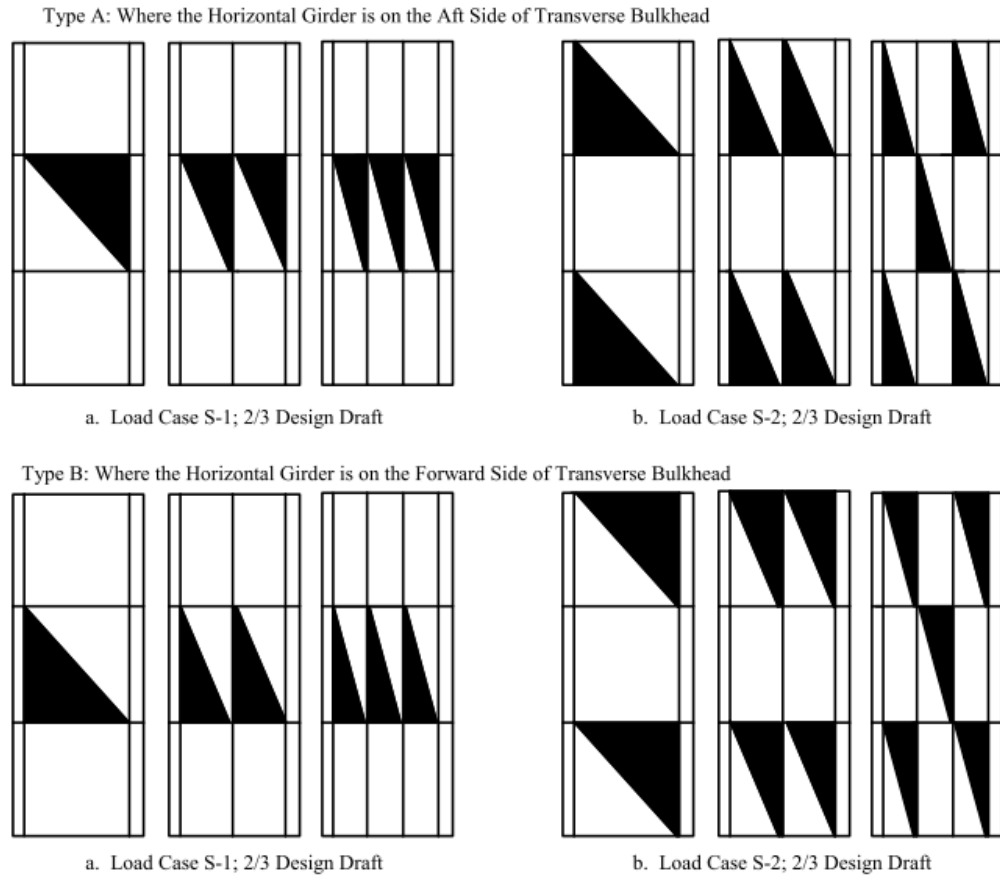 Type A: Where the Horizontal Girder is on the Aft Side of Transverse Bulkhead
a. Load Case S-1; 2/3 Design Draft
b. Load Case S-2; 2/3 Design Draft
Type B: Where the Horizontal Girder is on the Forward Side of Transverse Bulkhead
a. Load Case S-1; 2/3 Design Draft
b. Load Case S-2; 2/3 Design Draft